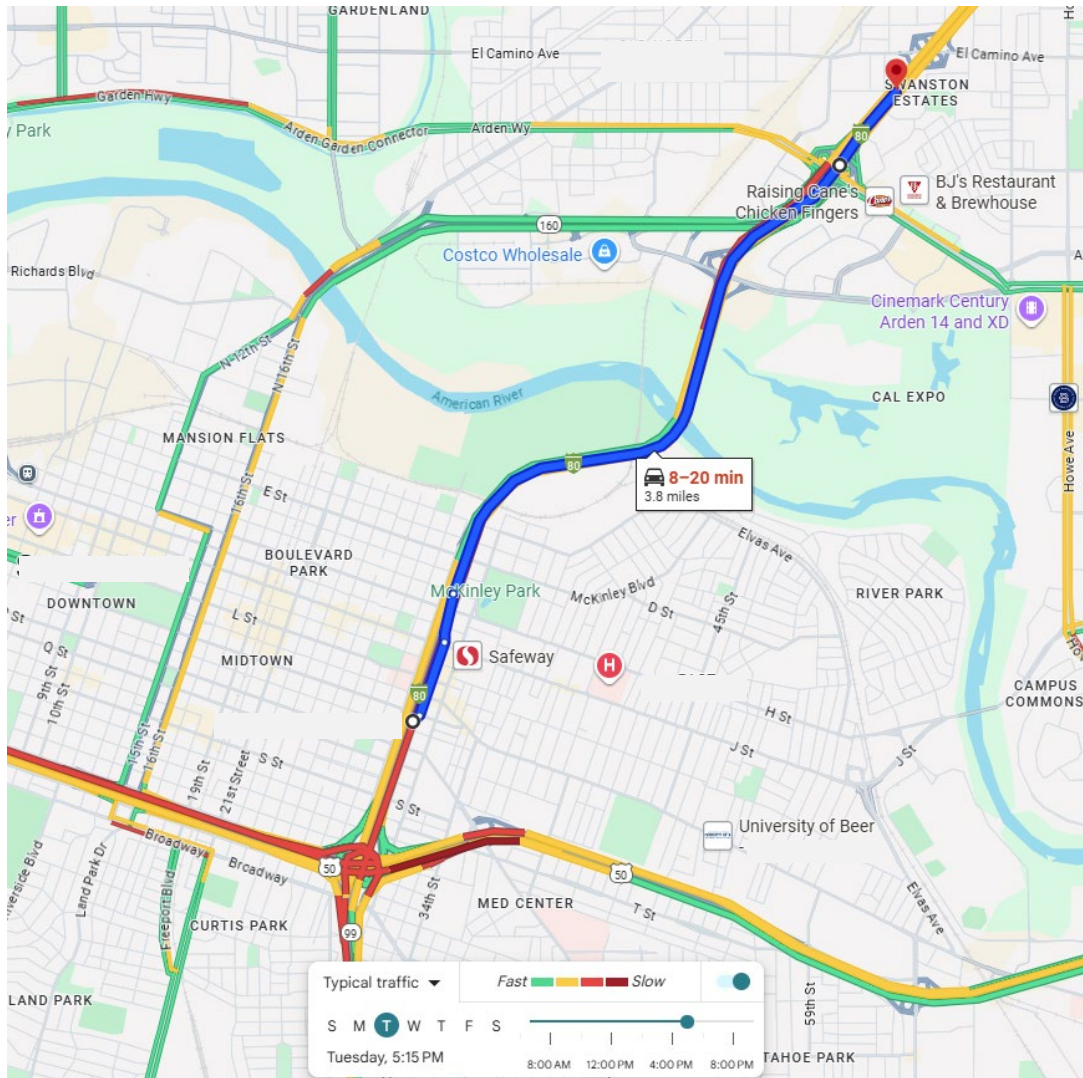 GARDENLAND
El Camino Ave
El Camino Ave
SWANSTON
ESTATES
Garden Hwy
Arden Garden Connector
Arden Wy
y Park
80
Raising Cane's
Chicken Fingers
BJ's Restaurant
& Brewhouse
160
Costco Wholesale
Richards Blvd
Cinemark Century
Arden 14 and XD
N 12th St
N 16th St
American River
CAL EXPO
Howe Ave
MANSION FLATS
80
8–20 min
3.8 miles
16th St
E St
Elvas Ave
BOULEVARD
PARK
McKinley Park
McKinley Blvd
D St
45th St
RIVER PARK
DOWNTOWN
L St
Q St
MIDTOWN
Safeway
H
9th St
10th St
80
CAMPUS
COMMONS
H St
J St
J St
15th St
16th St
19th St
21st Street
S St
S St
Broadway
Broadway
50
University of Beer
50
Riverside Blvd
Land Park Dr
Freeport Blvd
34th St
MED CENTER
T St
Elvas Ave
CURTIS PARK
99
LAND PARK
59th St
TAHOE PARK
Typical traffic
Fast
Slow
S M T W T F S
Tuesday, 5:15 PM
8:00 AM 12:00 PM 4:00 PM 8:00 PM